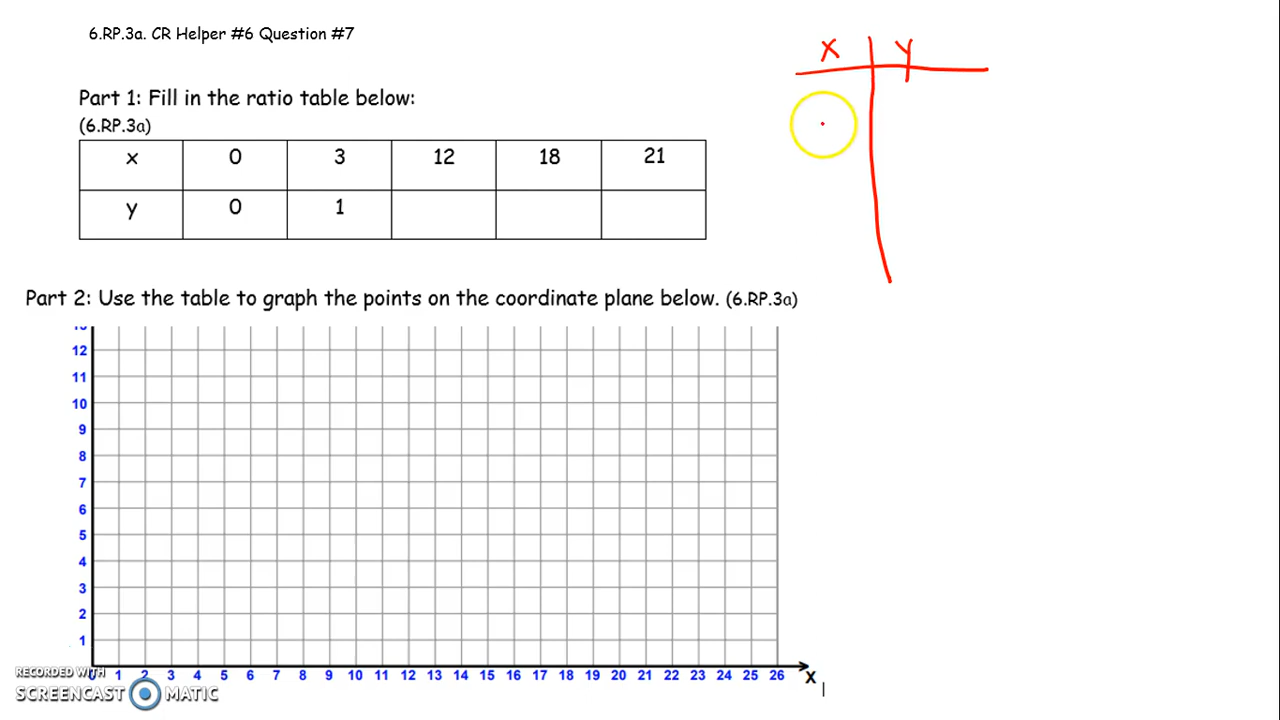 6.RP.3a. CR Helper #6 Question #7
x y
Part 1: Fill in the ratio table below:
(6.RP.3a)
x 0 3 12 18 21
y 0 1
Part 2: Use the table to graph the points on the coordinate plane below. (6.RP.3a)
13
12
11
10
9
8
7
6
5
4
3
2
1
1 2 3 4 5 6 7 8 9 10 11 12 13 14 15 16 17 18 19 20 21 22 23 24 25 26 X
RECORDED WITH
SCREENCAST MATIC